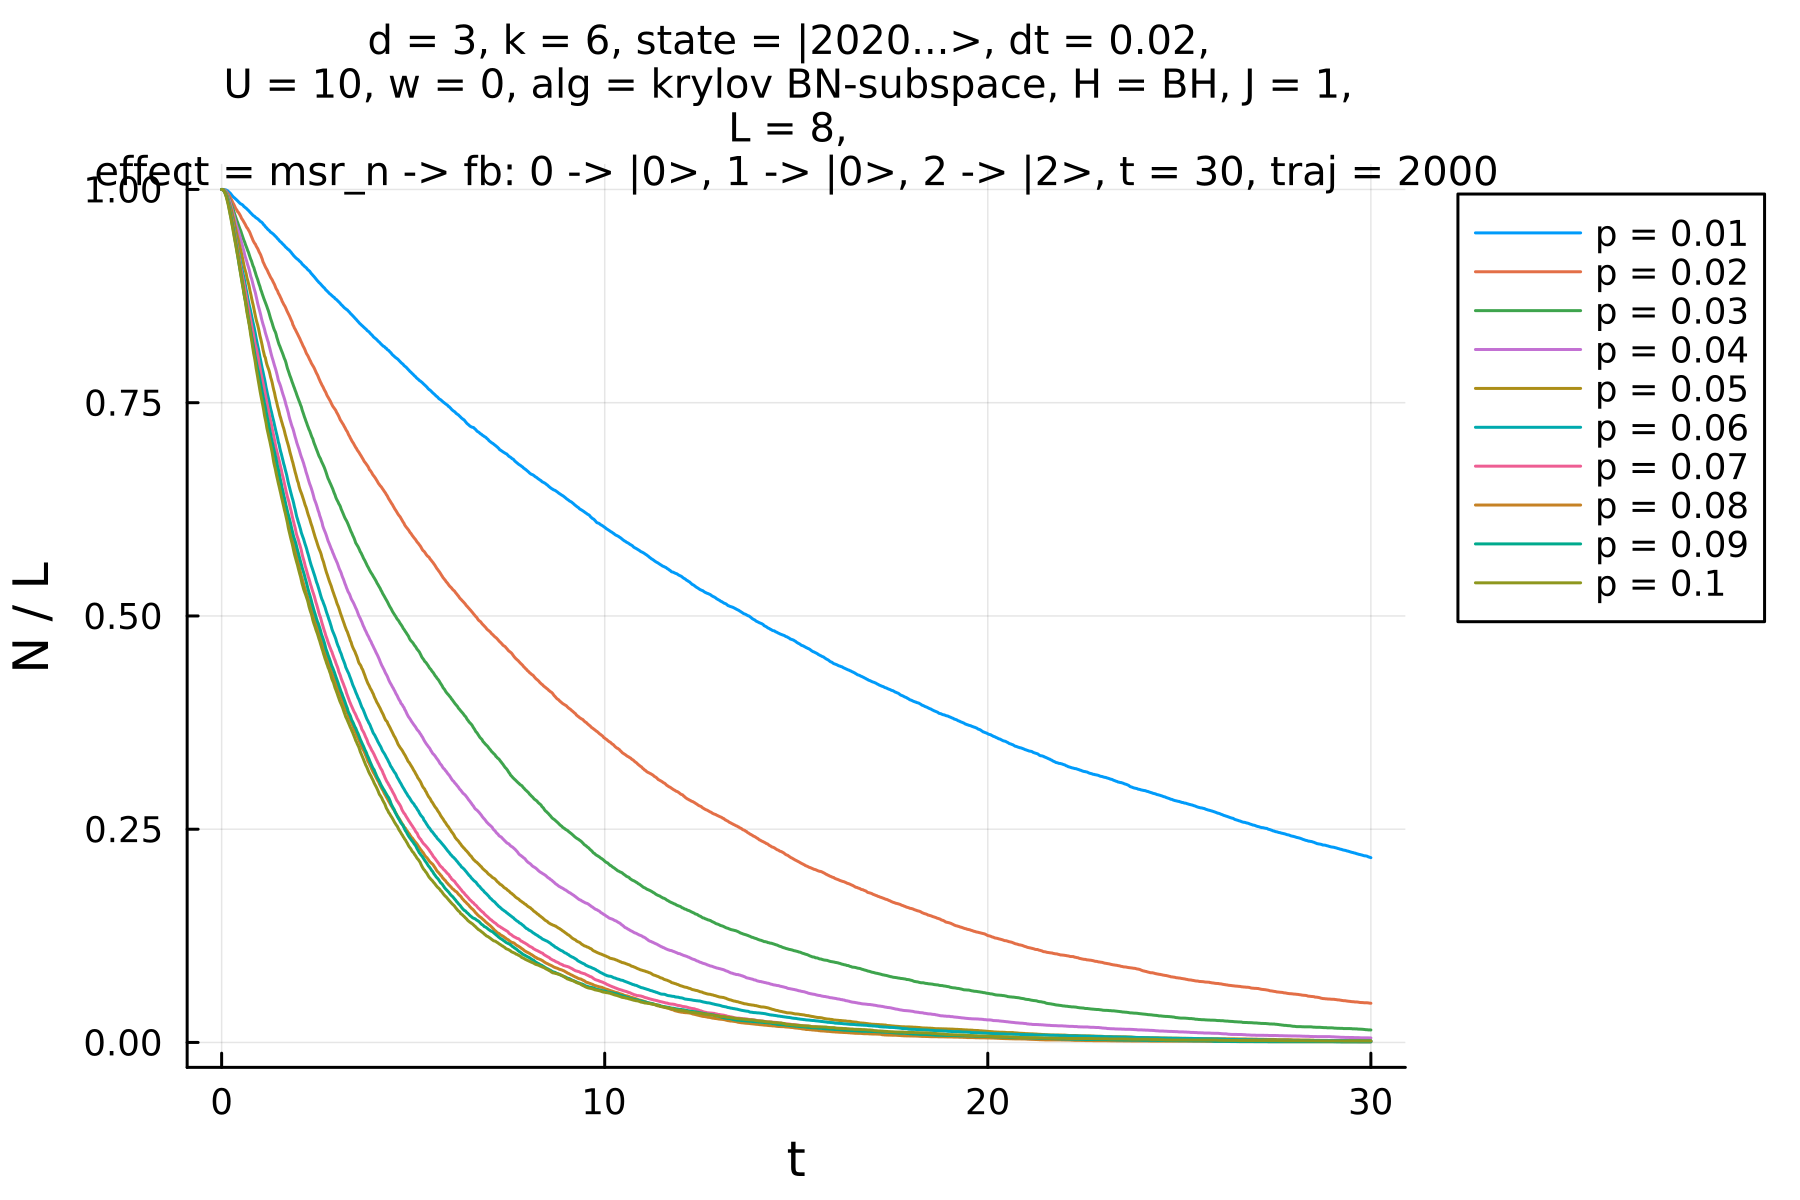 d = 3, k = 6, state = |2020...>, dt = 0.02,
U = 10, w = 0, alg = krylov BN-subspace, H = BH, J = 1,
L = 8,
effect = msr_n -> fb: 0 -> |0>, 1 -> |0>, 2 -> |2>, t = 30, traj = 2000
1.00
0.75
0.50
0.25
0.00
N / L
0
10
20
30
t
p = 0.01
p = 0.02
p = 0.03
p = 0.04
p = 0.05
p = 0.06
p = 0.07
p = 0.08
p = 0.09
p = 0.1